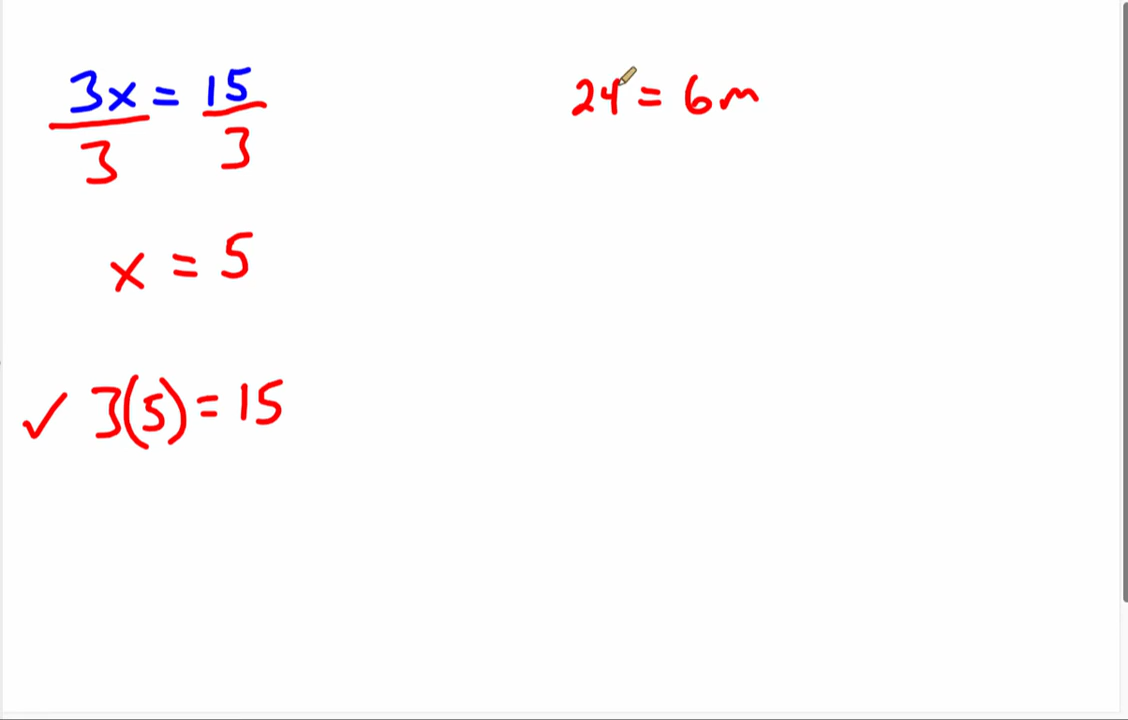 3x = 15
3 3
x = 5
✓ 3(5) = 15
24 = 6m